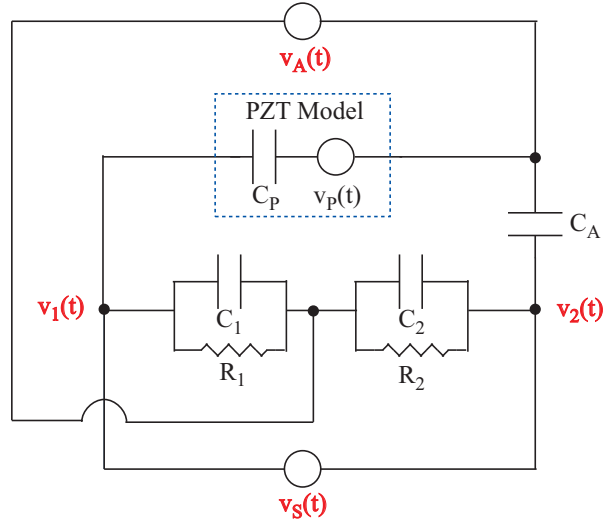 v_A(t)
PZT Model
C_P
v_P(t)
C_A
v_1(t)
C_1
C_2
v_2(t)
R_1
R_2
v_S(t)